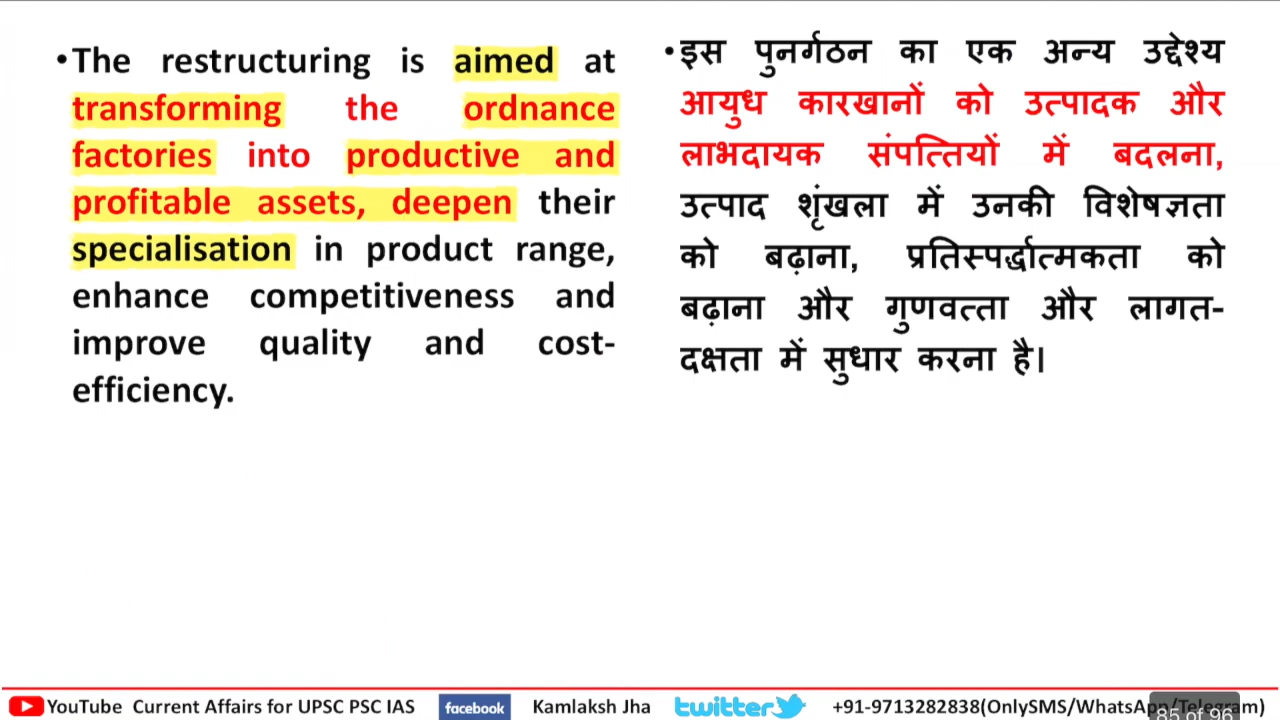 •The restructuring is aimed at
transforming the ordnance
factories into productive and
profitable assets, deepen their
specialisation in product range,
enhance competitiveness and
improve quality and cost-
efficiency.
•इस पुनर्गठन का एक अन्य उद्देश्य
आयुध कारखानों को उत्पादक और
लाभदायक संपत्तियों में बदलना,
उत्पाद शृंखला में उनकी विशेषज्ञता
को बढ़ाना, प्रतिस्पर्द्धात्मकता को
बढ़ाना और गुणवत्ता और लागत-
दक्षता में सुधार करना है।
YouTube Current Affairs for UPSC PSC IAS facebook Kamlaksh Jha twitter +91-9713282838(OnlySMS/WhatsApp/Telegram)
85 of 96